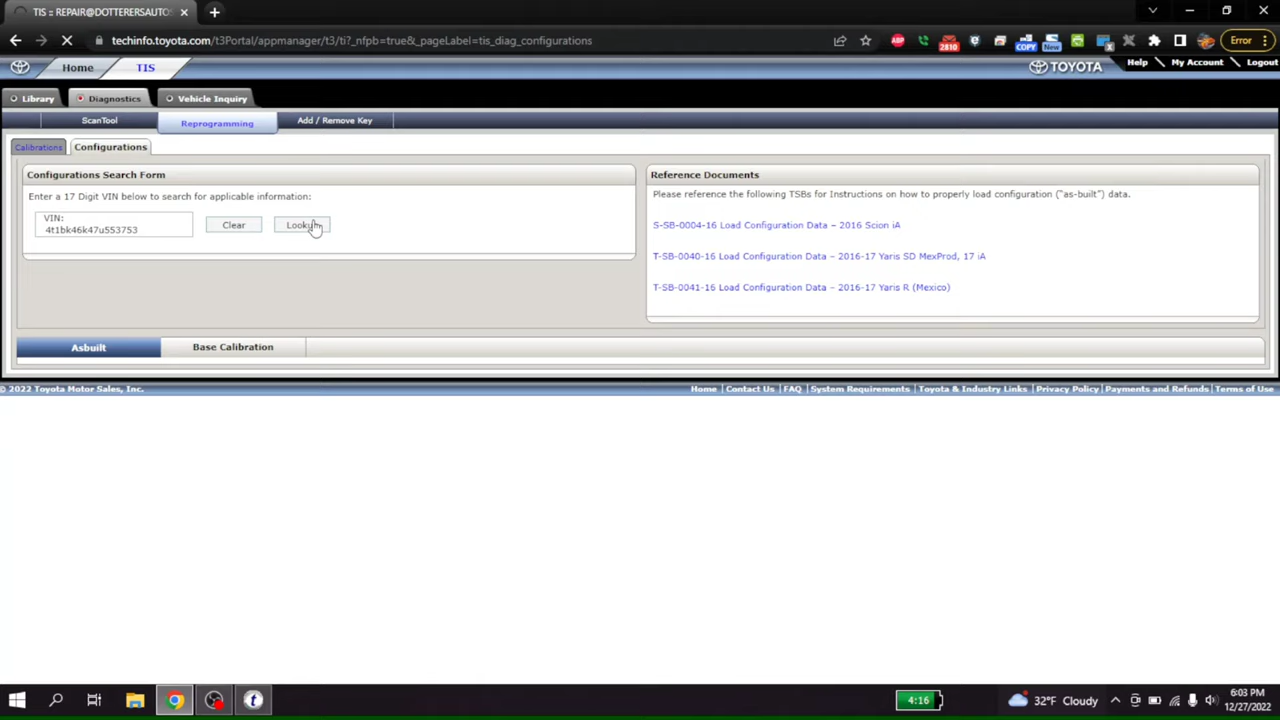 TIS :: REPAIR@DOTTERERSAUTOS
techinfo.toyota.com/t3Portal/appmanager/t3/ti?_nfpb=true&_pageLabel=tis_diag_configurations
2810
COPY
New
Error
Home
TIS
TOYOTA
Help
My Account
Logout
Library
Diagnostics
Vehicle Inquiry
ScanTool
Reprogramming
Add / Remove Key
Calibrations
Configurations
Configurations Search Form
Enter a 17 Digit VIN below to search for applicable information:
VIN:
4t1bk46k47u553753
Clear
Lookup
Reference Documents
Please reference the following TSBs for Instructions on how to properly load configuration ("as-built") data.
S-SB-0004-16 Load Configuration Data – 2016 Scion iA
T-SB-0040-16 Load Configuration Data – 2016-17 Yaris SD MexProd, 17 iA
T-SB-0041-16 Load Configuration Data – 2016-17 Yaris R (Mexico)
Asbuilt
Base Calibration
© 2022 Toyota Motor Sales, Inc.
Home | Contact Us | FAQ | System Requirements | Toyota & Industry Links | Privacy Policy | Payments and Refunds | Terms of Use
4:16
32°F Cloudy
6:03 PM
12/27/2022